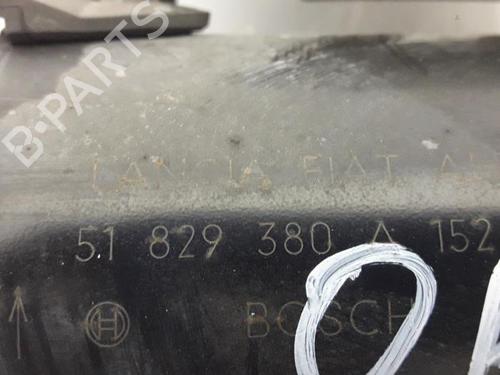 B-PARTS
LANCIA FIAT AL
51 829 380 A 152
BOSCH